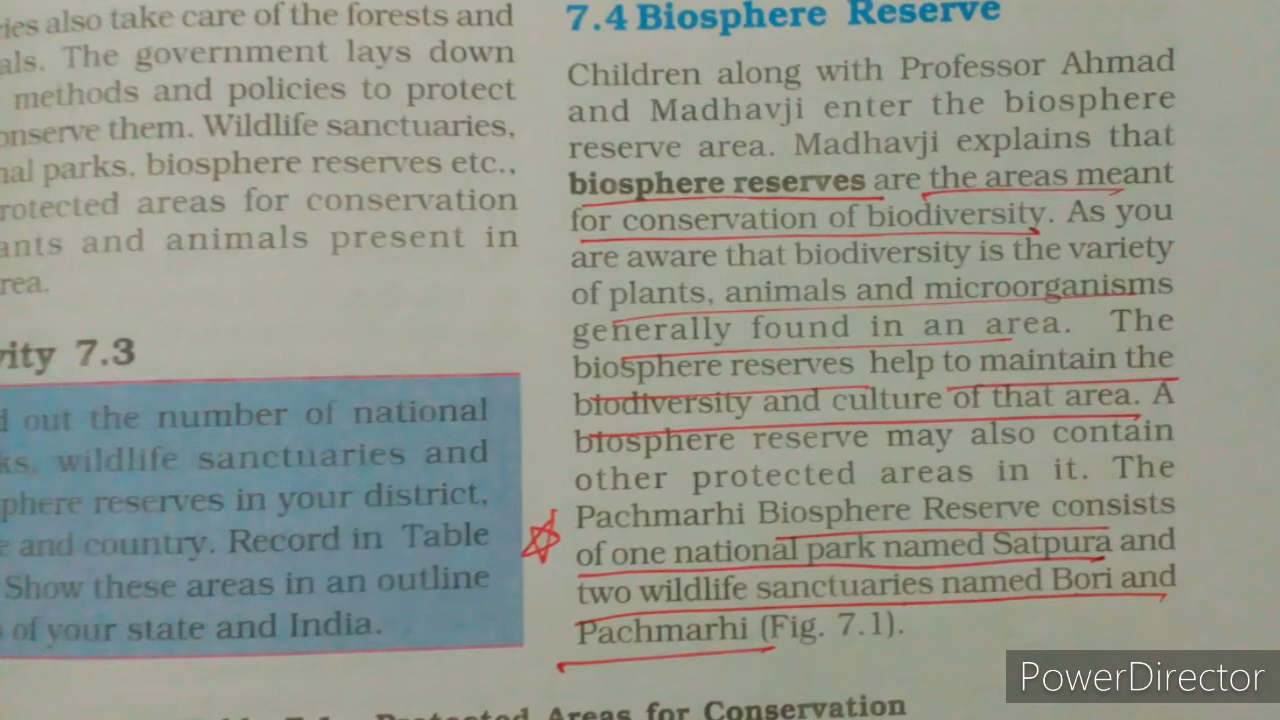 ries also take care of the forests and
als. The government lays down
methods and policies to protect
onserve them. Wildlife sanctuaries,
nal parks, biosphere reserves etc.,
rotected areas for conservation
ants and animals present in
rea.
vity 7.3
d out the number of national
ks, wildlife sanctuaries and
sphere reserves in your district,
e and country. Record in Table
Show these areas in an outline
of your state and India.
7.4 Biosphere Reserve
Children along with Professor Ahmad
and Madhavji enter the biosphere
reserve area. Madhavji explains that
biosphere reserves are the areas meant
for conservation of biodiversity. As you
are aware that biodiversity is the variety
of plants, animals and microorganisms
generally found in an area. The
biosphere reserves help to maintain the
biodiversity and culture of that area. A
biosphere reserve may also contain
other protected areas in it. The
Pachmarhi Biosphere Reserve consists
of one national park named Satpura and
two wildlife sanctuaries named Bori and
Pachmarhi (Fig. 7.1).
Protected Areas for Conservation
PowerDirector